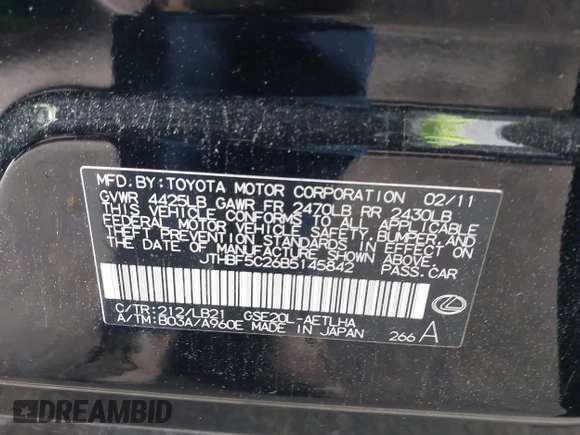 MFD. BY: TOYOTA MOTOR CORPORATION 02/11
GVWR 4425LB GAWR FR 2470LB RR 2430LB
THIS VEHICLE CONFORMS TO ALL APPLICABLE
FEDERAL MOTOR VEHICLE SAFETY, BUMPER, AND
THEFT PREVENTION STANDARDS IN EFFECT ON
THE DATE OF MANUFACTURE SHOWN ABOVE.
JTHBF5C26B5145842 PASS.CAR
C/TR:212/LB21 GSE20L-AETLHA
A/TM:B03A/A960E MADE IN JAPAN 266 A
DREAMBID